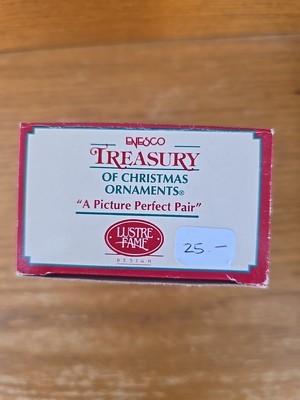 ENESCO
TREASURY
OF CHRISTMAS
ORNAMENTS®
"A Picture Perfect Pair"
LUSTRE
FAME
DESIGN
25.–